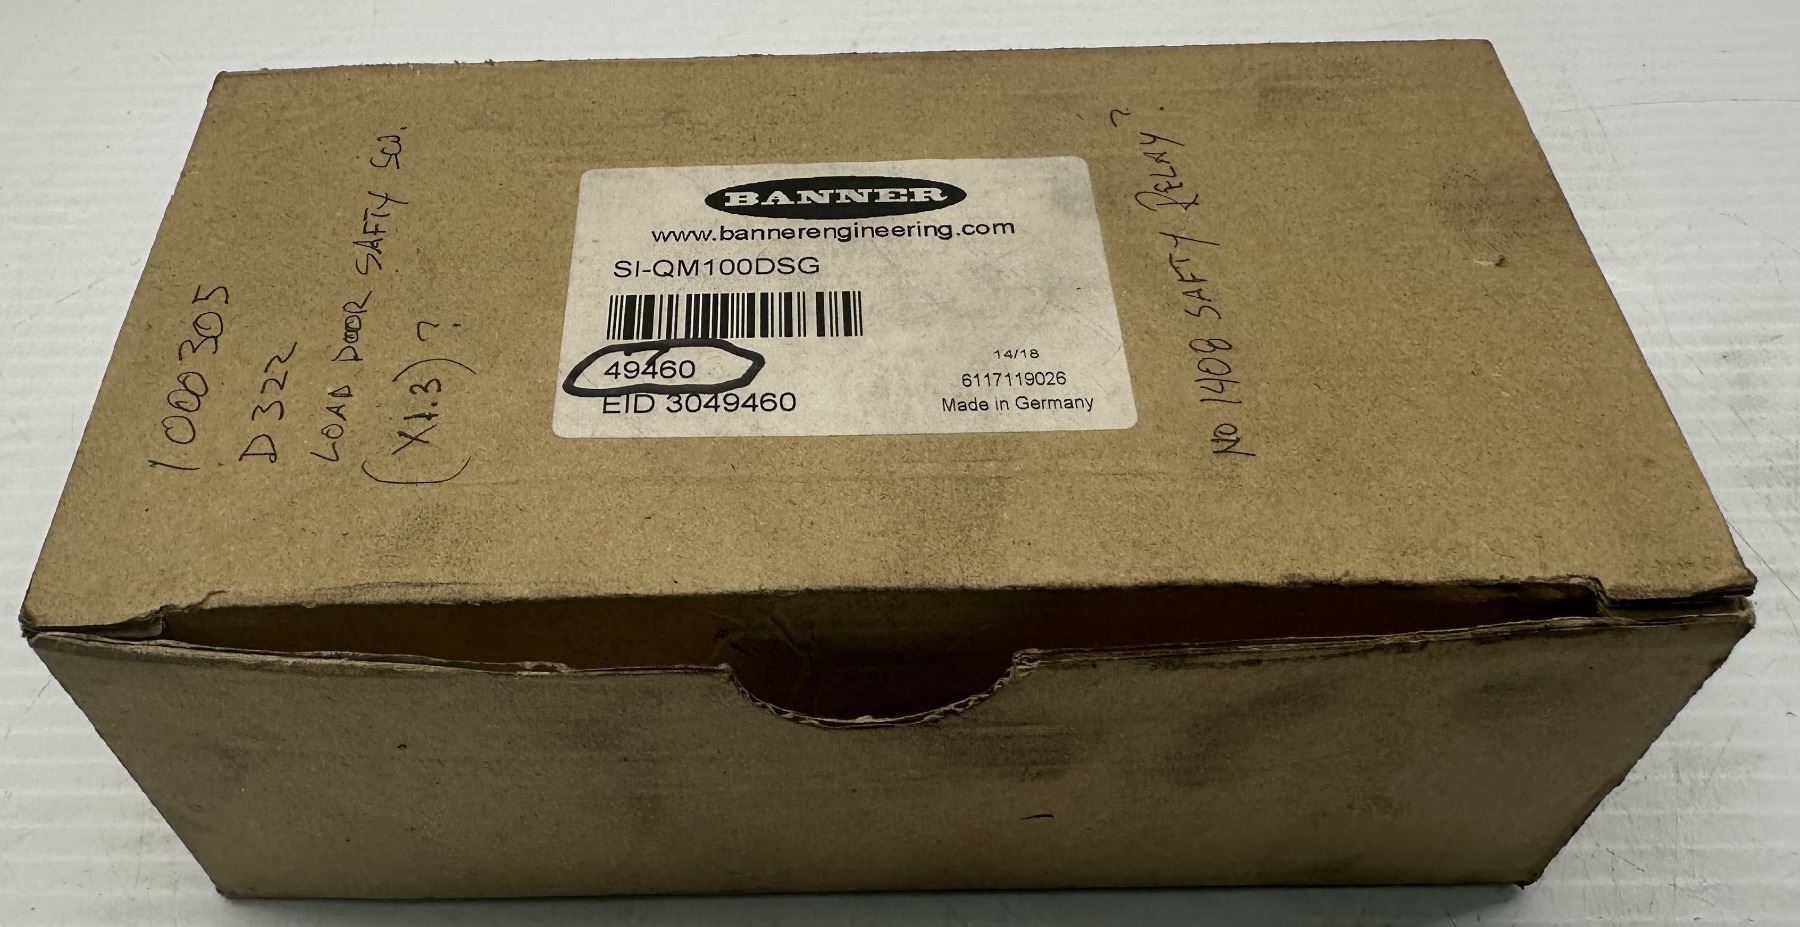 1000305
D322
LOAD DOOR SAFTY SW.
(X1.3)?
BANNER
www.bannerengineering.com
SI-QM100DSG
49460
EID 3049460
14/18
6117119026
Made in Germany
NO 1408 SAFTY RELAY?